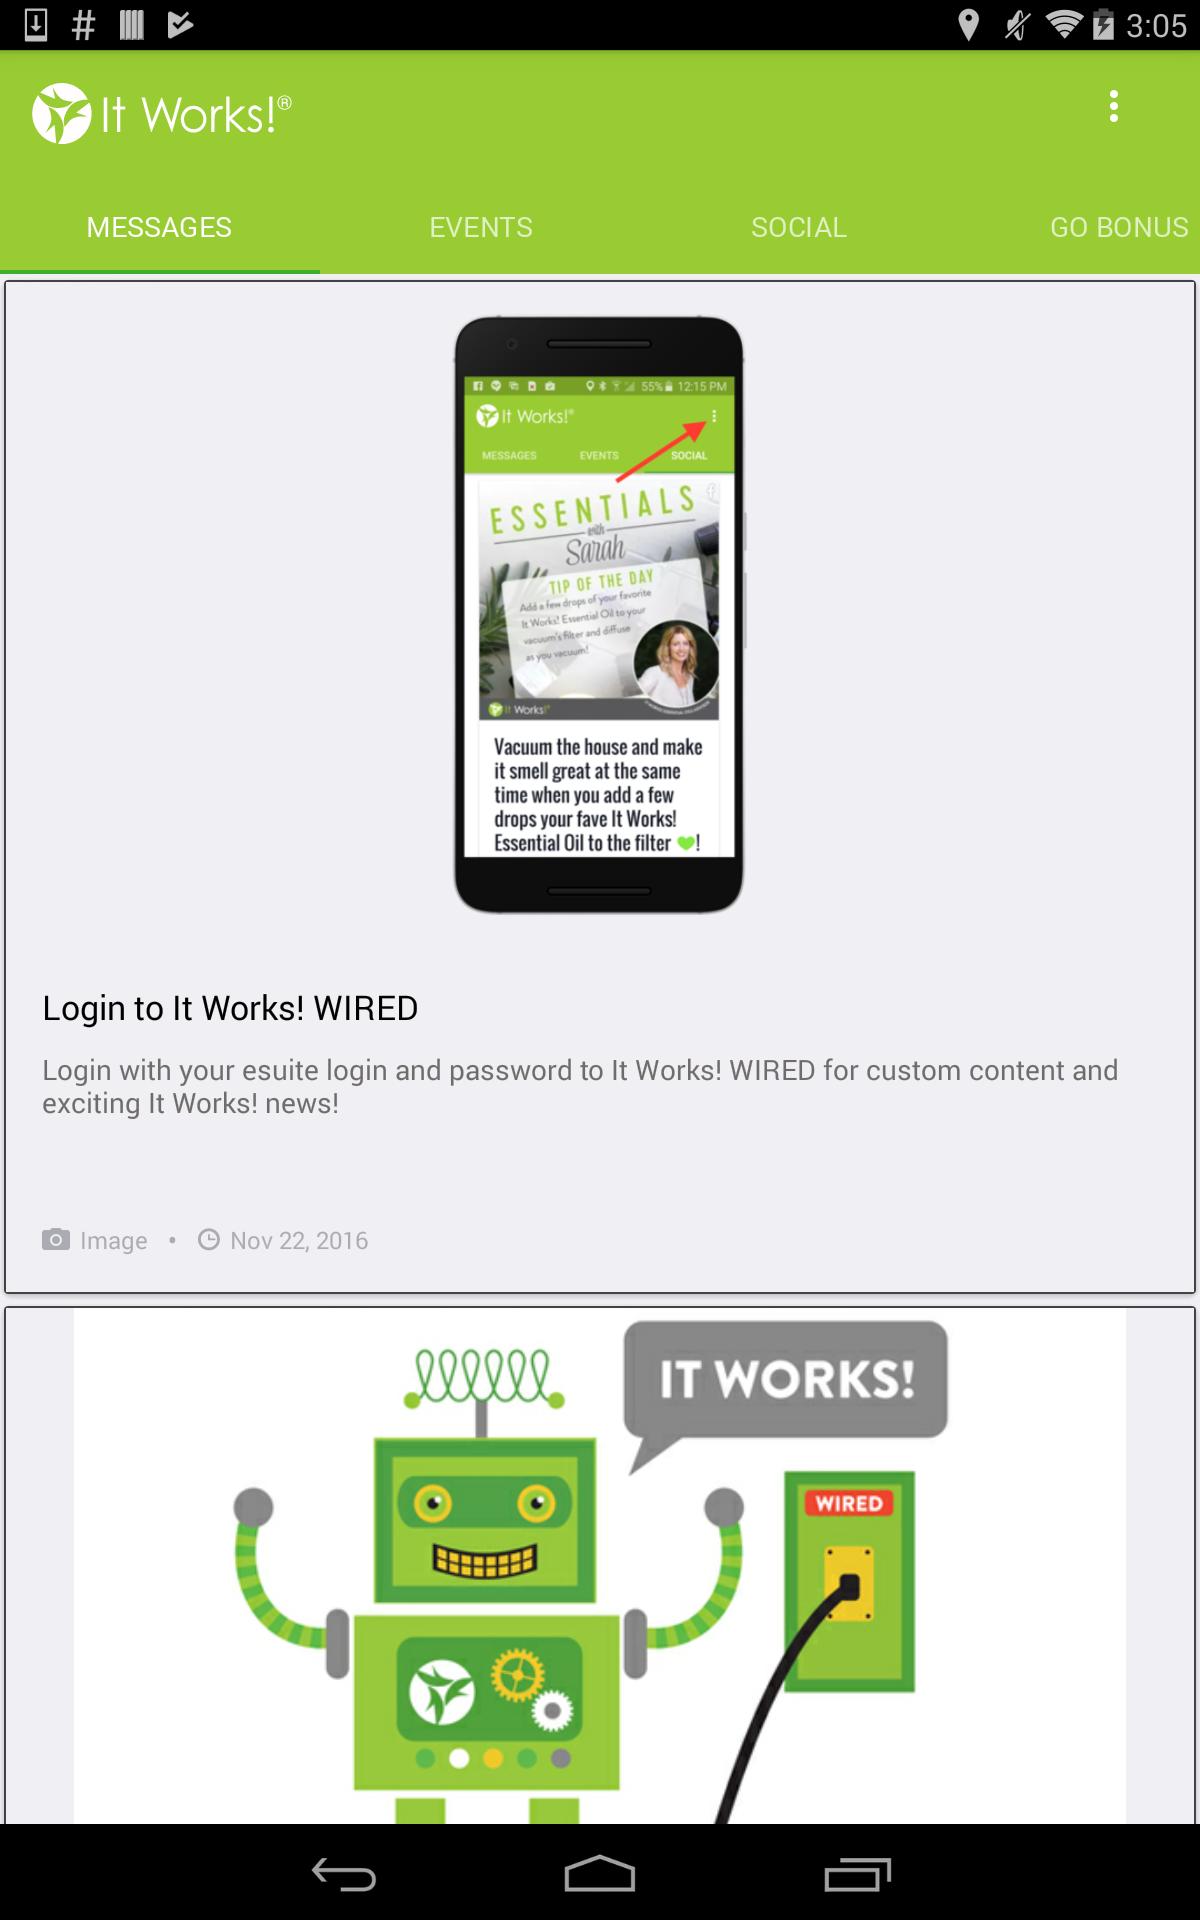 3:05
It Works!®
MESSAGES EVENTS SOCIAL GO BONUS
55% 12:15 PM
It Works!®
MESSAGES EVENTS SOCIAL
ESSENTIALS
with
Sarah
TIP OF THE DAY
Add a few drops of your favorite
It Works! Essential Oil to your
vacuum's filter and diffuse
as you vacuum!
It Works!®
Vacuum the house and make
it smell great at the same
time when you add a few
drops your fave It Works!
Essential Oil to the filter 💚!
Login to It Works! WIRED
Login with your esuite login and password to It Works! WIRED for custom content and
exciting It Works! news!
Image • Nov 22, 2016
IT WORKS!
WIRED